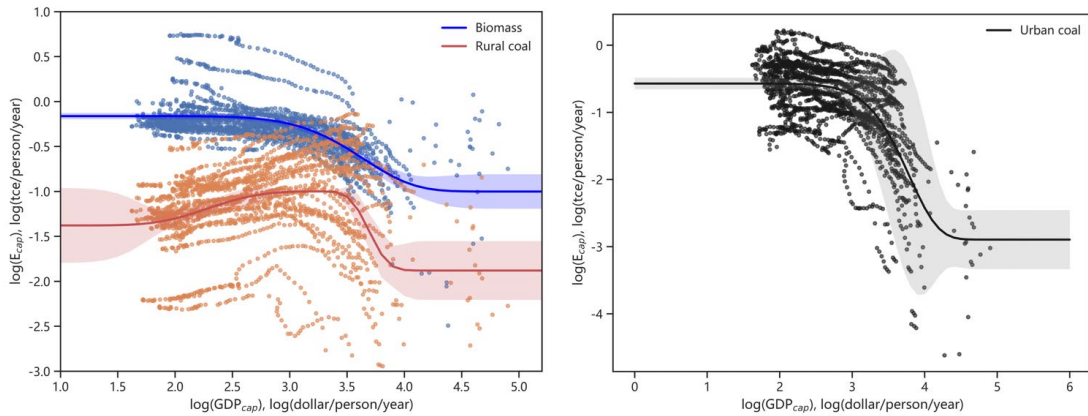 1.0
0.5
0.0
-0.5
-1.0
-1.5
-2.0
-2.5
-3.0
log(E_cap), log(tce/person/year)
Biomass
Rural coal
1.0 1.5 2.0 2.5 3.0 3.5 4.0 4.5 5.0
log(GDP_cap), log(dollar/person/year)
0
-1
-2
-3
-4
log(E_cap), log(tce/person/year)
Urban coal
0 1 2 3 4 5 6
log(GDP_cap), log(dollar/person/year)